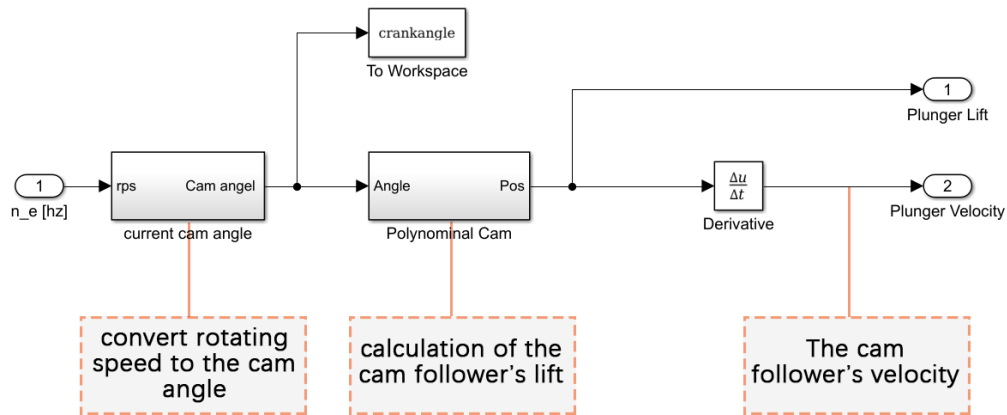 crankangle
To Workspace
1
Plunger Lift
1
n_e [hz]
rps
Cam angel
current cam angle
Angle
Pos
Polynominal Cam
Δu
Δt
Derivative
2
Plunger Velocity
convert rotating
speed to the cam
angle
calculation of the
cam follower’s lift
The cam
follower’s velocity